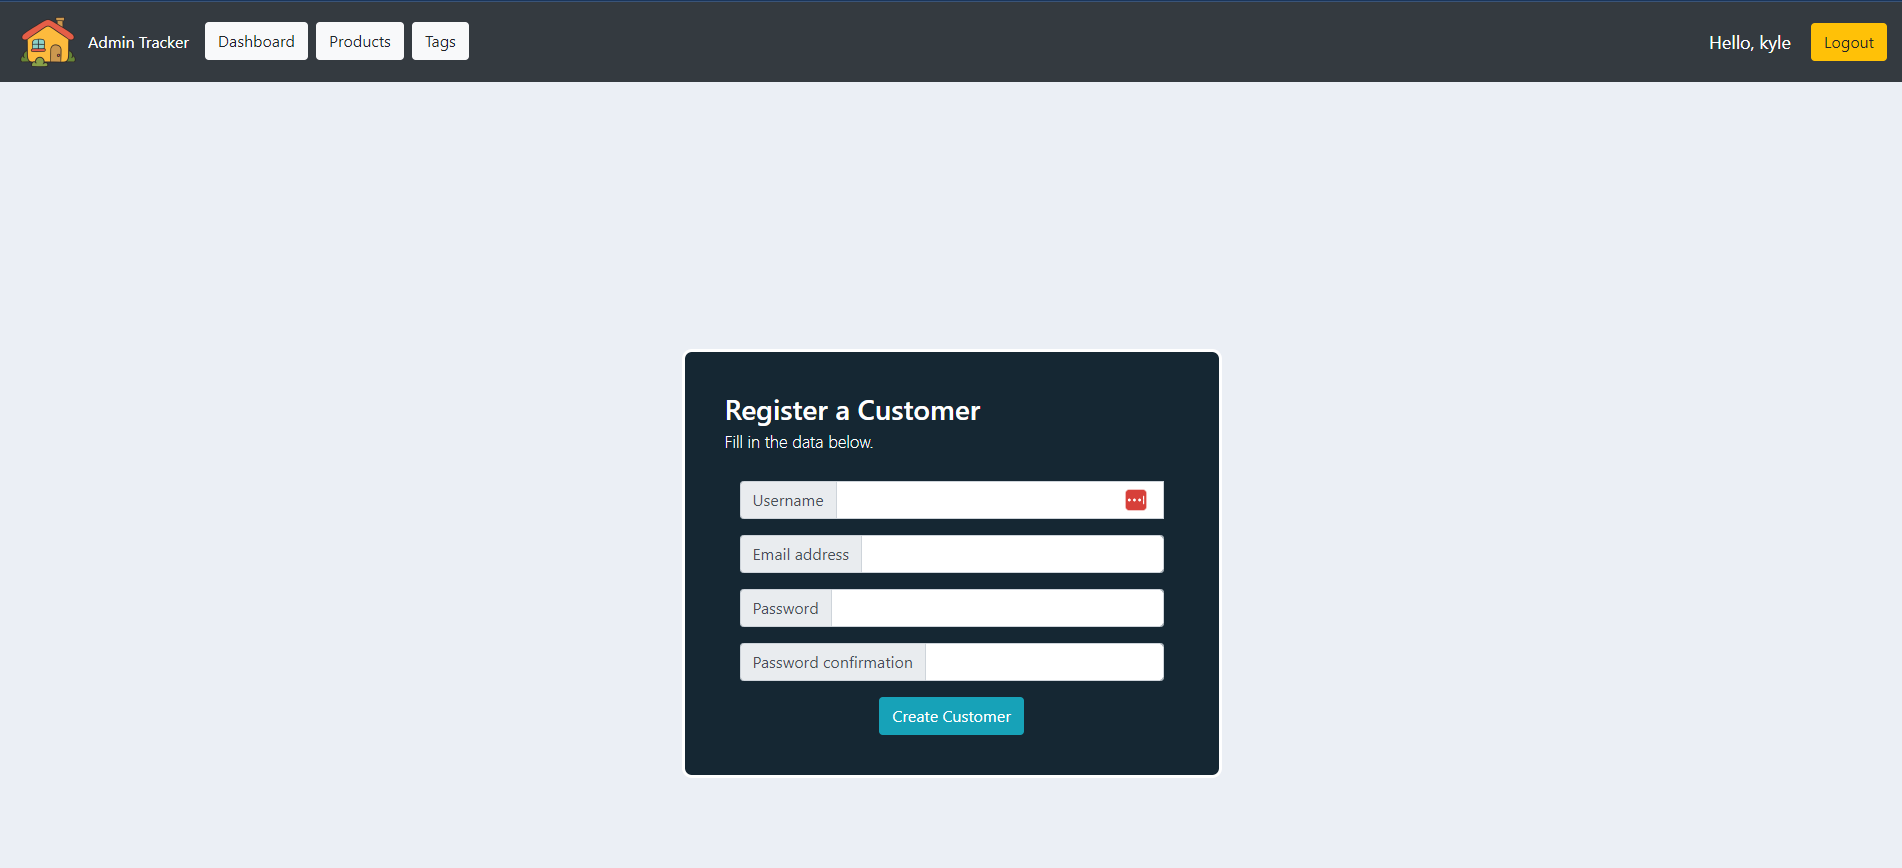 Admin Tracker Dashboard Products Tags Hello, kyle Logout
Register a Customer
Fill in the data below.
Username
Email address
Password
Password confirmation
Create Customer